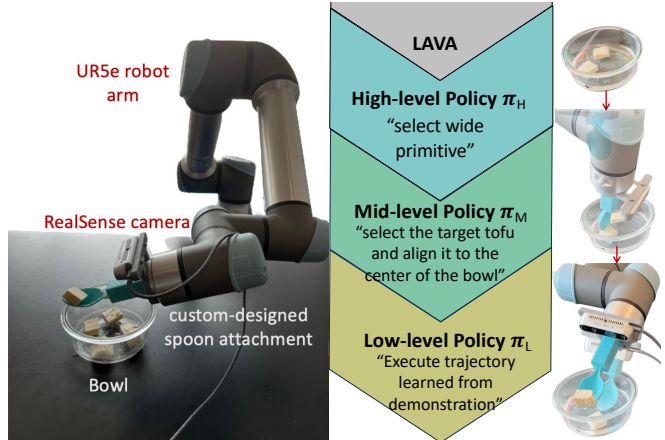 UR5e robot
arm
RealSense camera
custom-designed
spoon attachment
Bowl
LAVA
High-level Policy 𝝅H
“select wide
primitive”
Mid-level Policy 𝝅M
“select the target tofu
and align it to the
center of the bowl”
Low-level Policy 𝝅L
“Execute trajectory
learned from
demonstration”